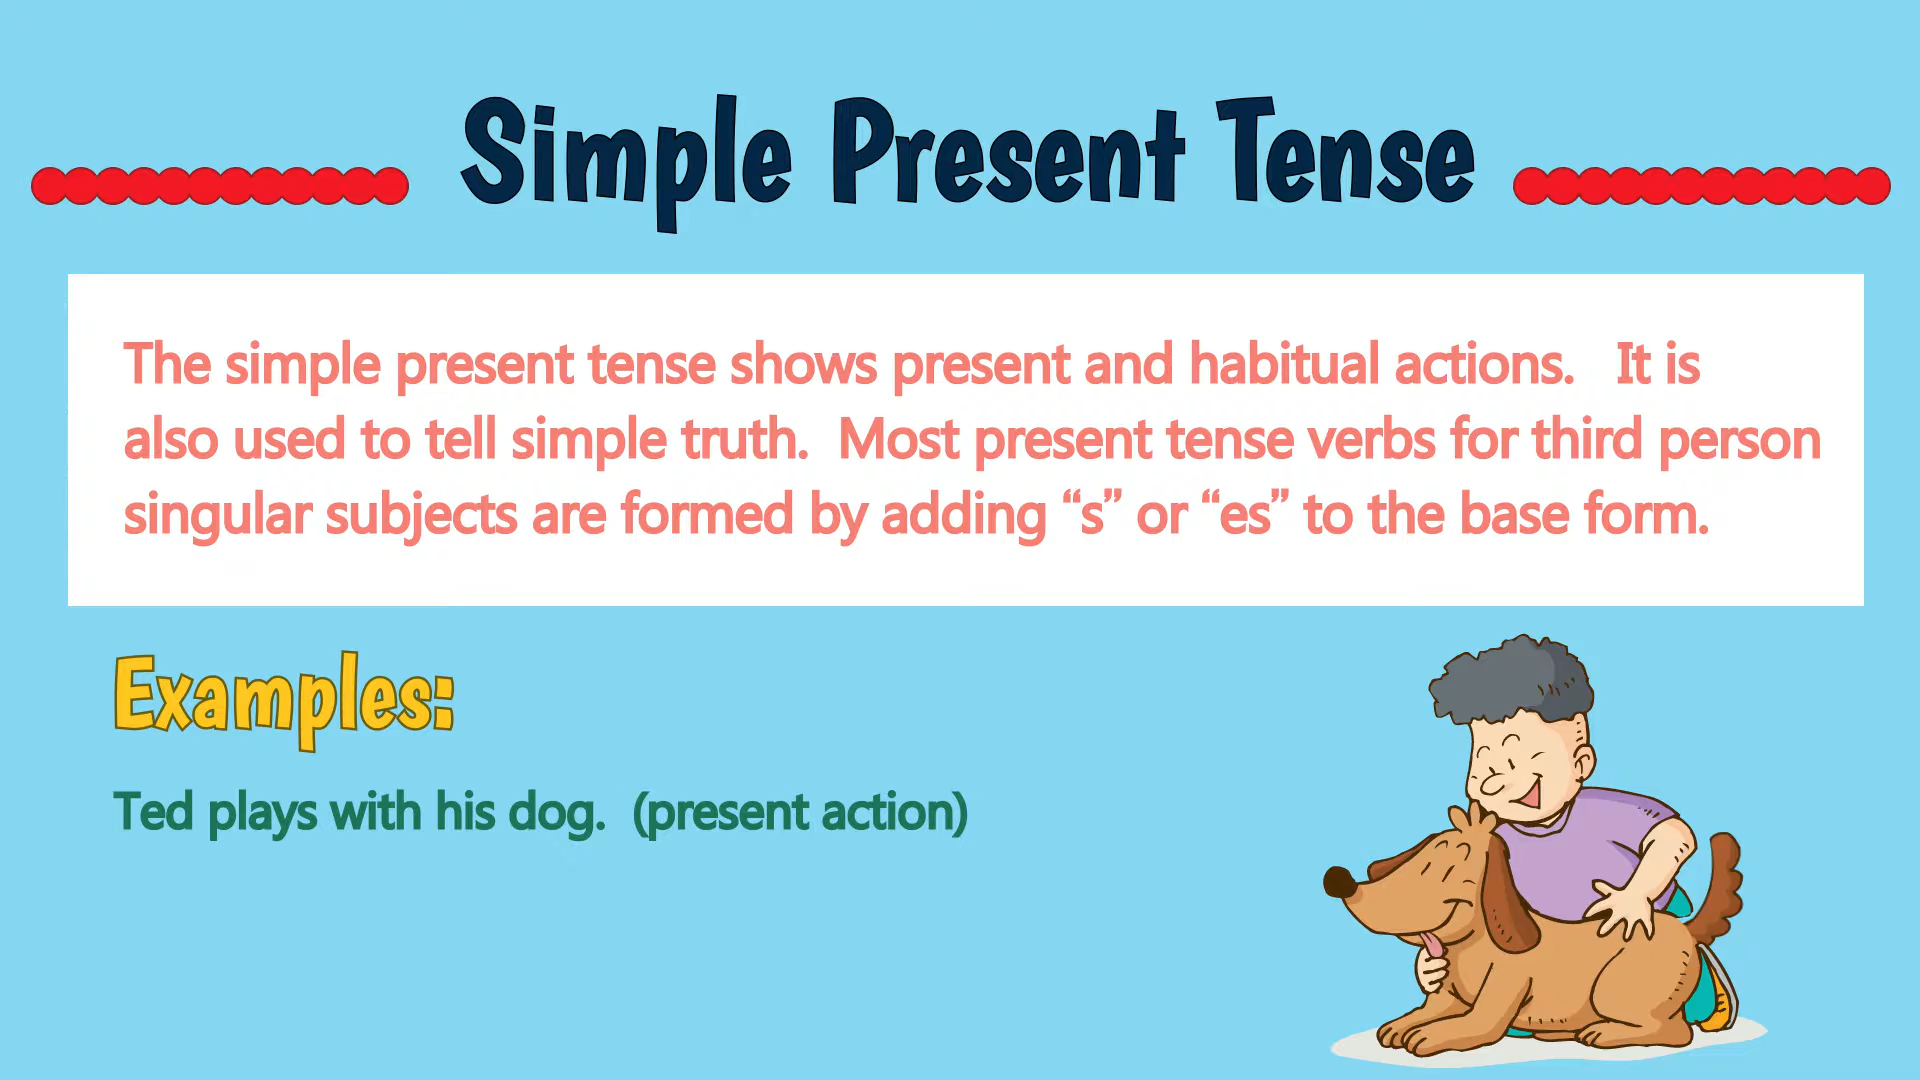 Simple Present Tense
The simple present tense shows present and habitual actions. It is
also used to tell simple truth. Most present tense verbs for third person
singular subjects are formed by adding “s” or “es” to the base form.
Examples:
Ted plays with his dog. (present action)